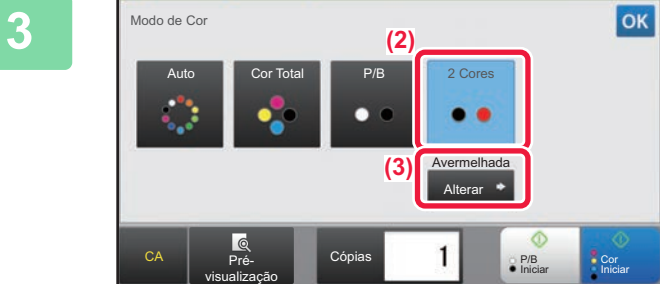 3
Modo de Cor
OK
(2)
Auto
Cor Total
P/B
2 Cores
(3)
Avermelhada
Alterar
CA
Pré-
visualização
Cópias
1
P/B
Iniciar
Cor
Iniciar